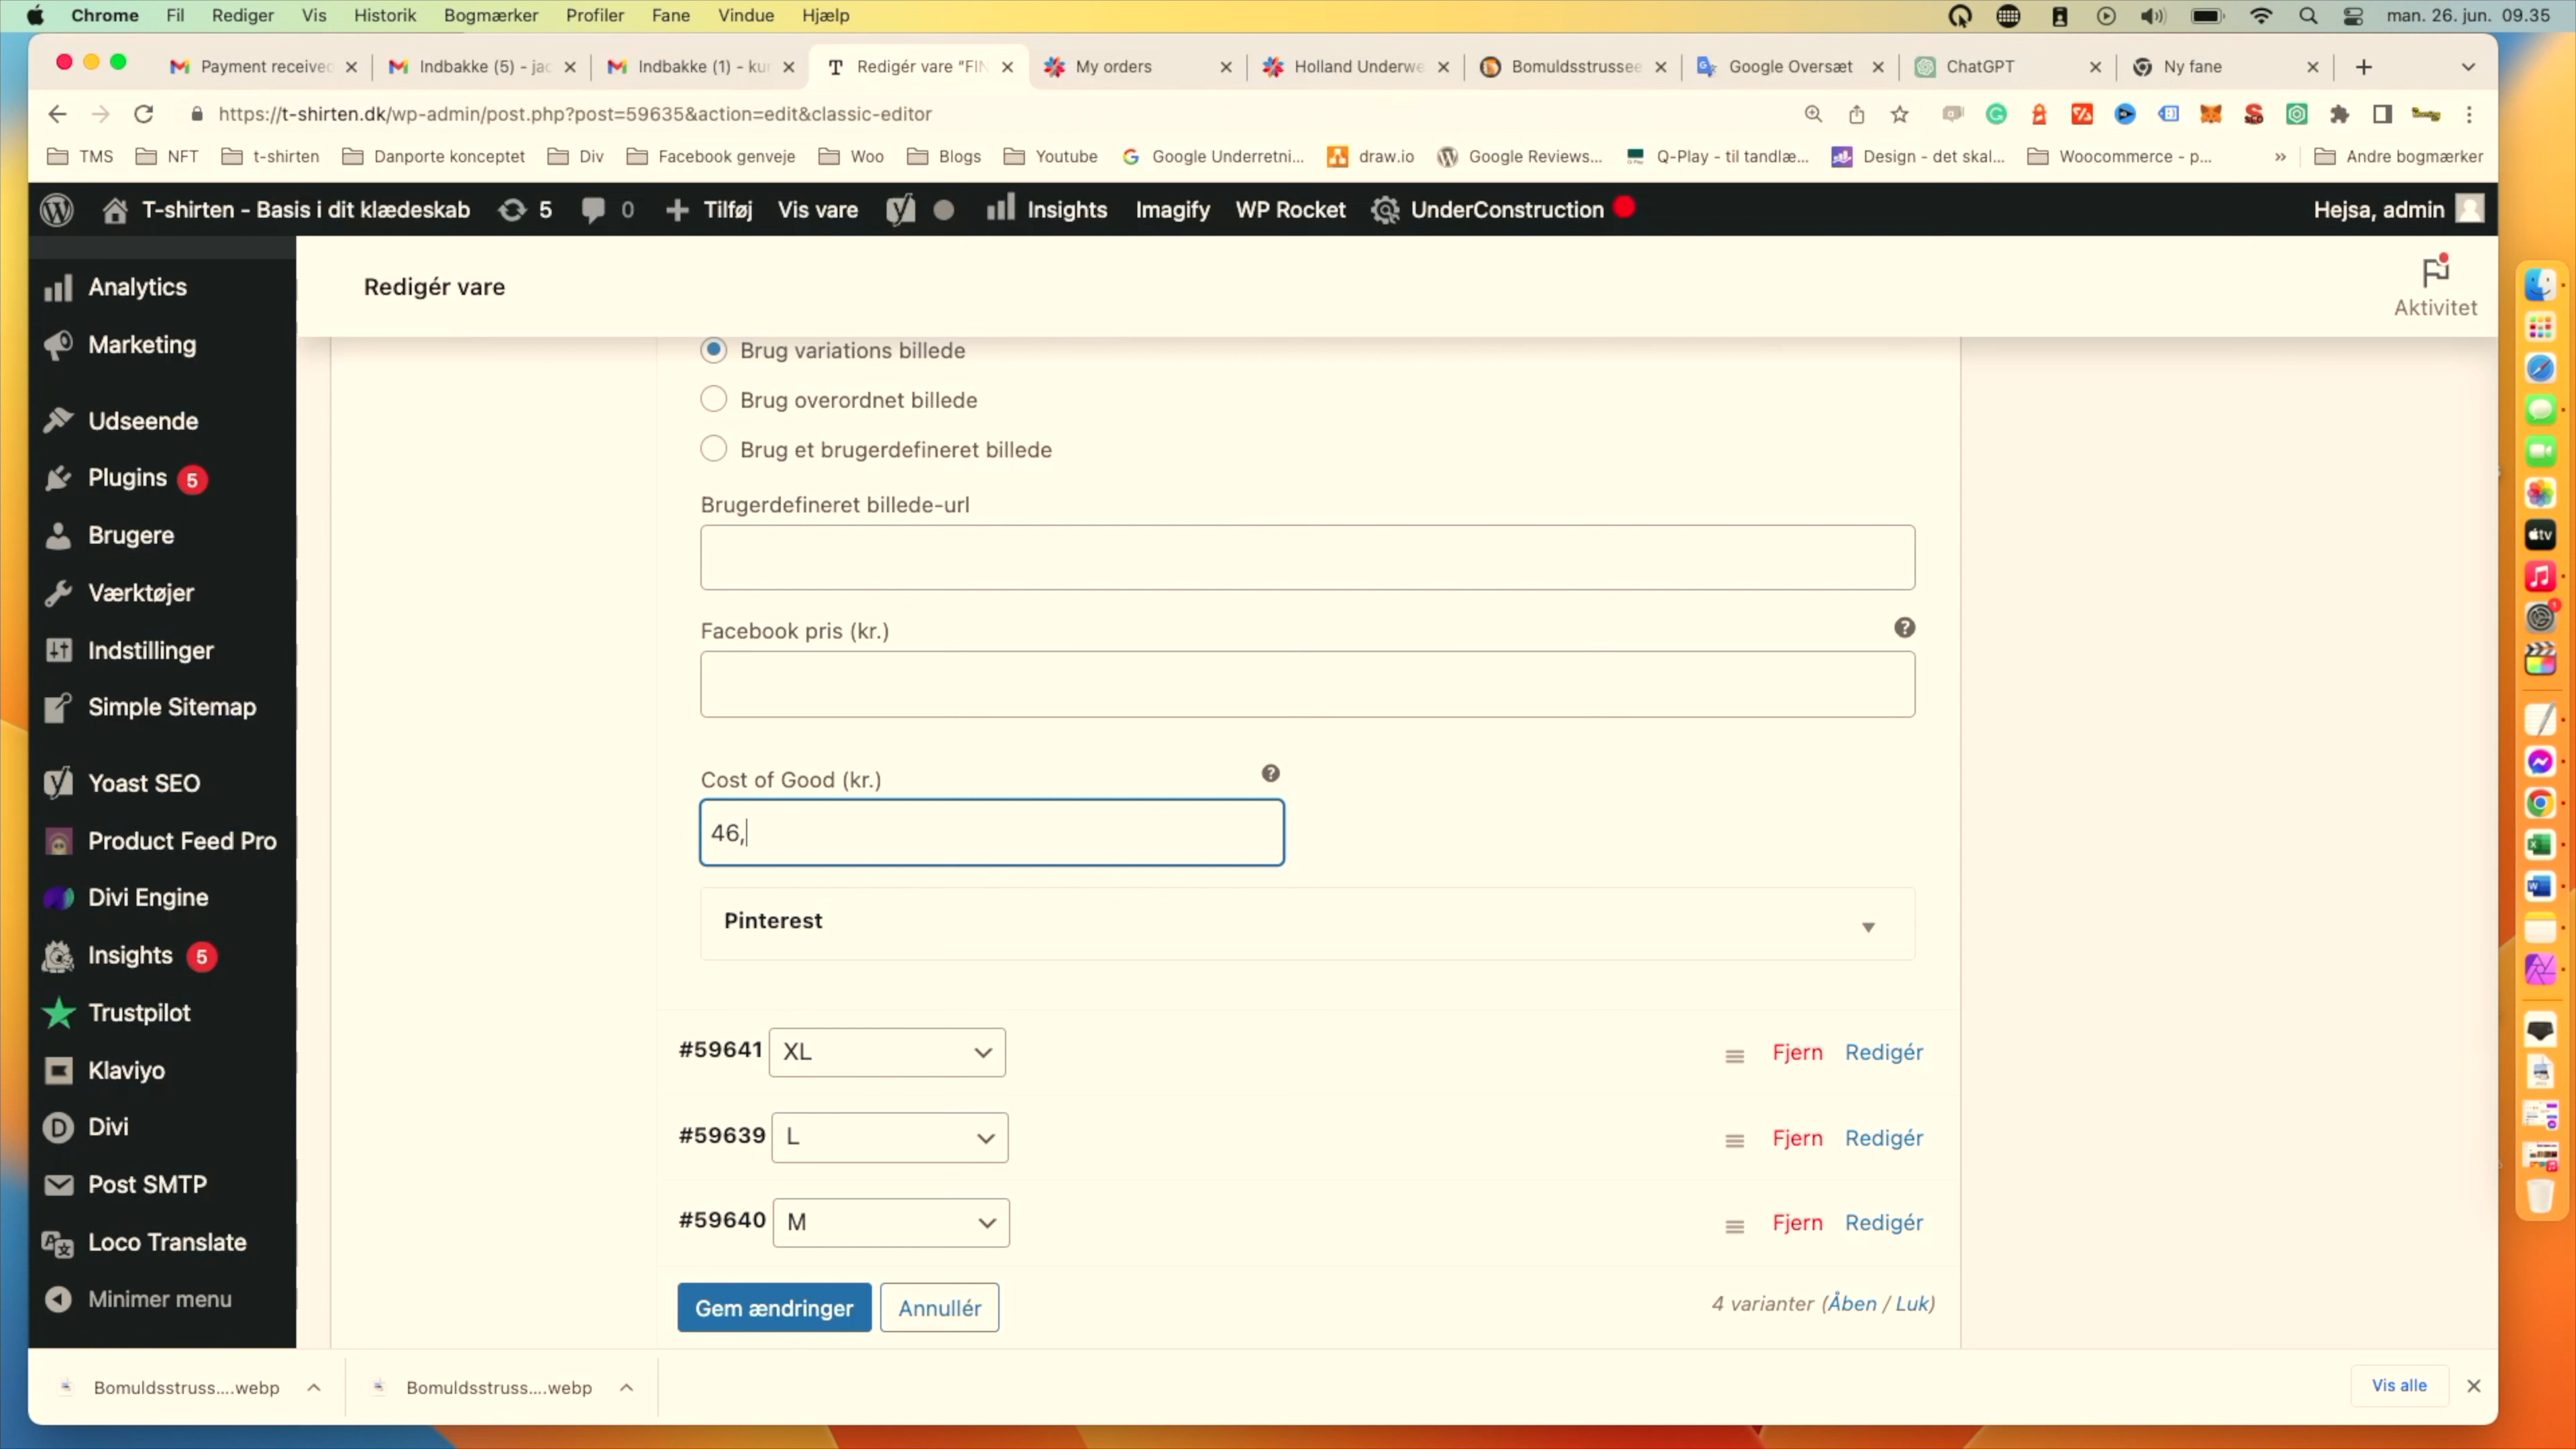 Chrome Fil Rediger Vis Historik Bogmærker Profiler Fane Vindue Hjælp man. 26. jun. 09.35
Payment received Indbakke (5) - jac Indbakke (1) - kun Redigér vare "FIN My orders Holland Underwe Bomuldsstrussee Google Oversæt ChatGPT Ny fane
https://t-shirten.dk/wp-admin/post.php?post=59635&action=edit&classic-editor
TMS NFT t-shirten Danporte konceptet Div Facebook genveje Woo Blogs Youtube Google Underretni... draw.io Google Reviews... Q-Play - til tandlæ... Design - det skal... Woocommerce - p... » Andre bogmærker
T-shirten - Basis i dit klædeskab 5 0 Tilføj Vis vare Insights Imagify WP Rocket UnderConstruction Hejsa, admin
Analytics
Marketing
Udseende
Plugins 5
Brugere
Værktøjer
Indstillinger
Simple Sitemap
Yoast SEO
Product Feed Pro
Divi Engine
Insights 5
Trustpilot
Klaviyo
Divi
Post SMTP
Loco Translate
Minimer menu
Redigér vare
Aktivitet
Brug variations billede
Brug overordnet billede
Brug et brugerdefineret billede
Brugerdefineret billede-url
Facebook pris (kr.)
Cost of Good (kr.)
46,
Pinterest
#59641 XL Fjern Redigér
#59639 L Fjern Redigér
#59640 M Fjern Redigér
Gem ændringer Annullér 4 varianter (Åben / Luk)
Bomuldsstruss....webp Bomuldsstruss....webp Vis alle